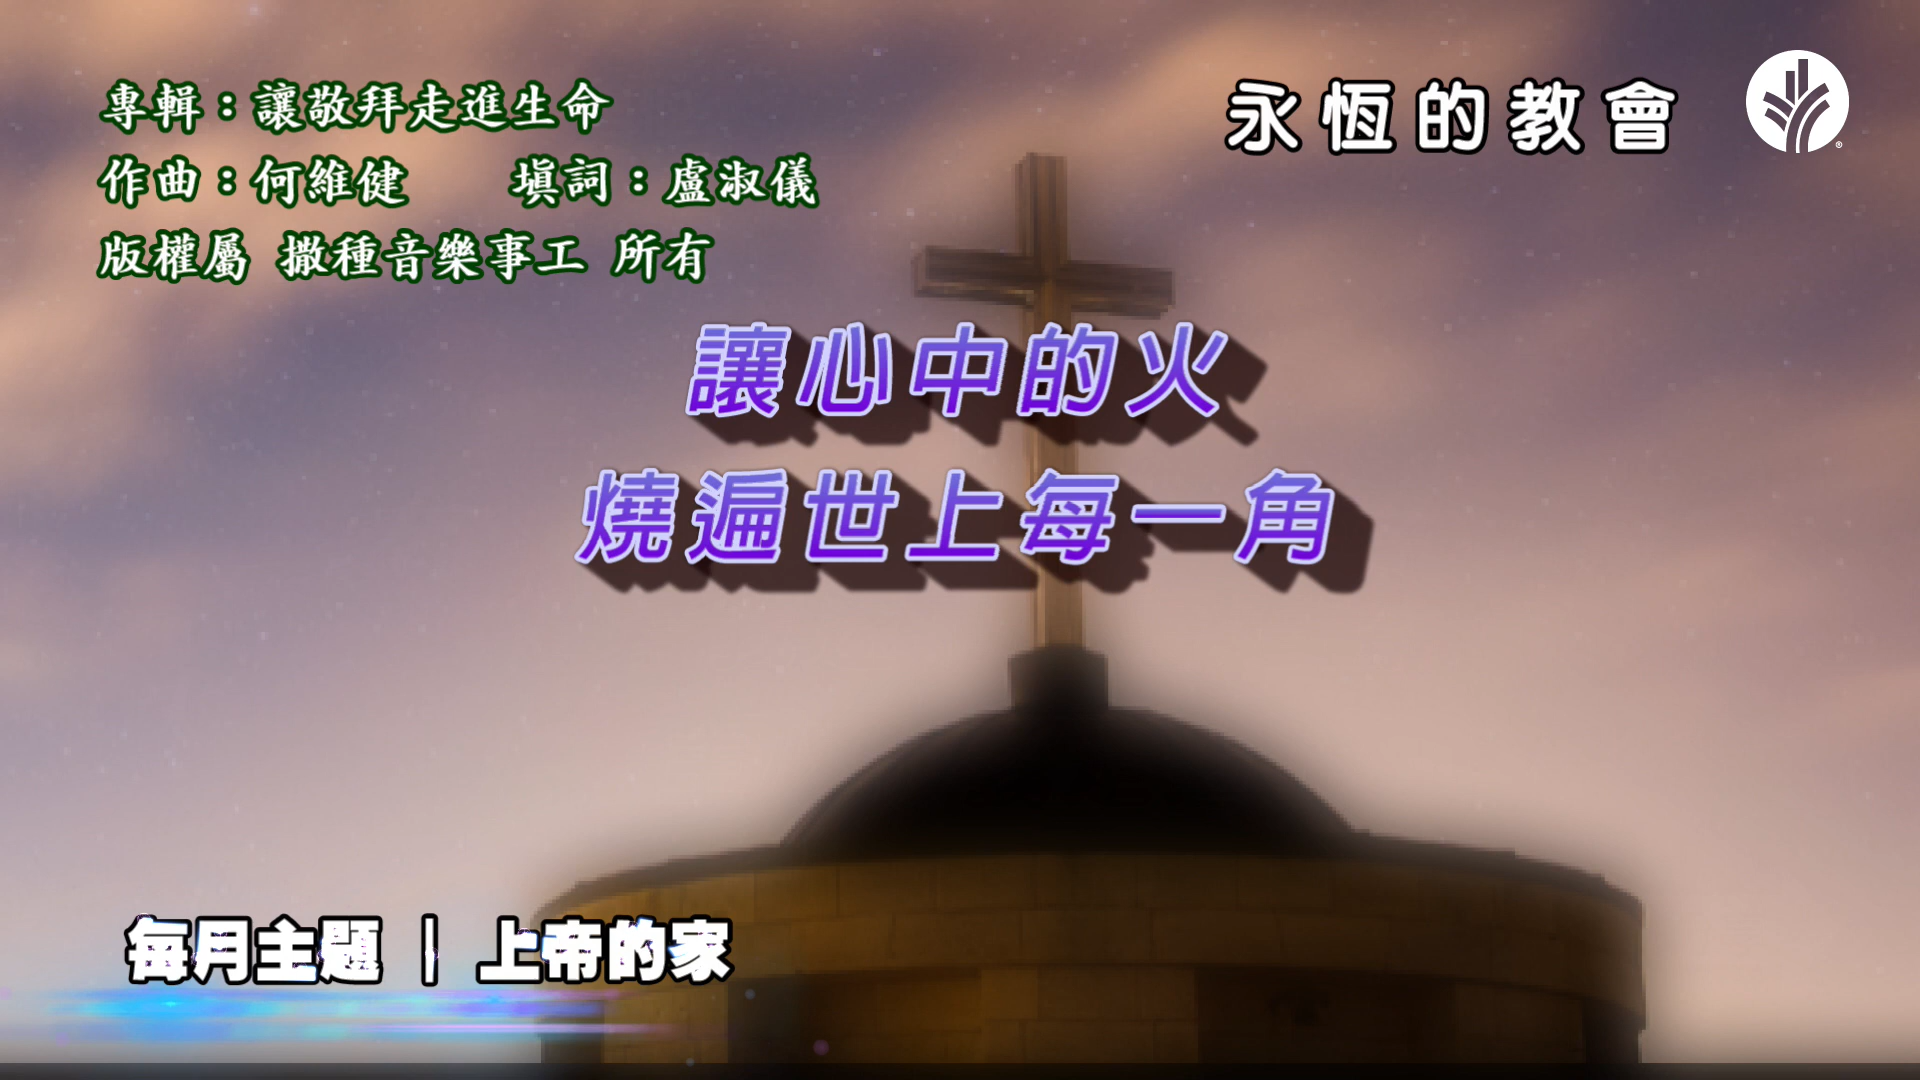 專輯：讓敬拜走進生命
作曲：何維健　　填詞：盧淑儀
版權屬 撒種音樂事工 所有
永恆的教會
讓心中的火
燒遍世上每一角
每月主題 | 上帝的家